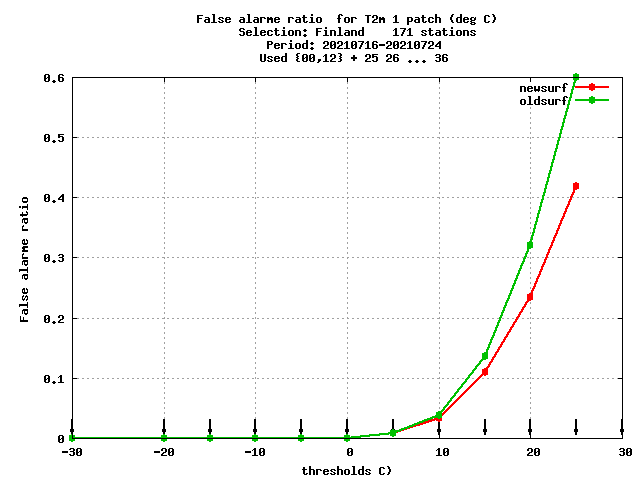 False alarme ratio  for T2m 1 patch (deg C)
Selection: Finland    171 stations
Period: 20210716-20210724
Used {00,12} + 25 26 ... 36
newsurf
oldsurf
False alarme ratio
0.6
0.5
0.4
0.3
0.2
0.1
0
-30
-20
-10
0
10
20
30
thresholds C)